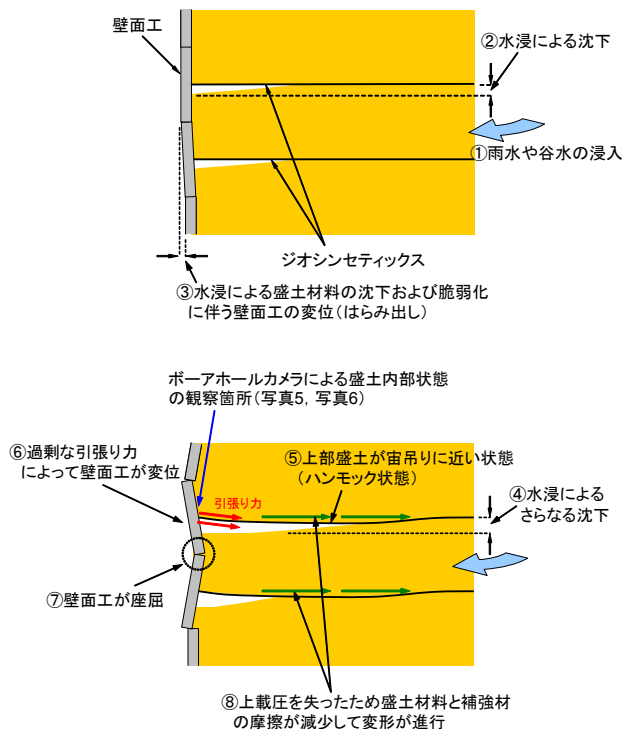 壁面工
②水浸による沈下
①雨水や谷水の浸入
ジオシンセティックス
③水浸による盛土材料の沈下および脆弱化
に伴う壁面工の変位(はらみ出し)
ボーアホールカメラによる盛土内部状態
の観察箇所(写真5, 写真6)
⑥過剰な引張り力
によって壁面工が変位
⑤上部盛土が宙吊りに近い状態
(ハンモック状態)
引張り力
④水浸による
さらなる沈下
⑦壁面工が座屈
⑧上載圧を失ったため盛土材料と補強材
の摩擦が減少して変形が進行